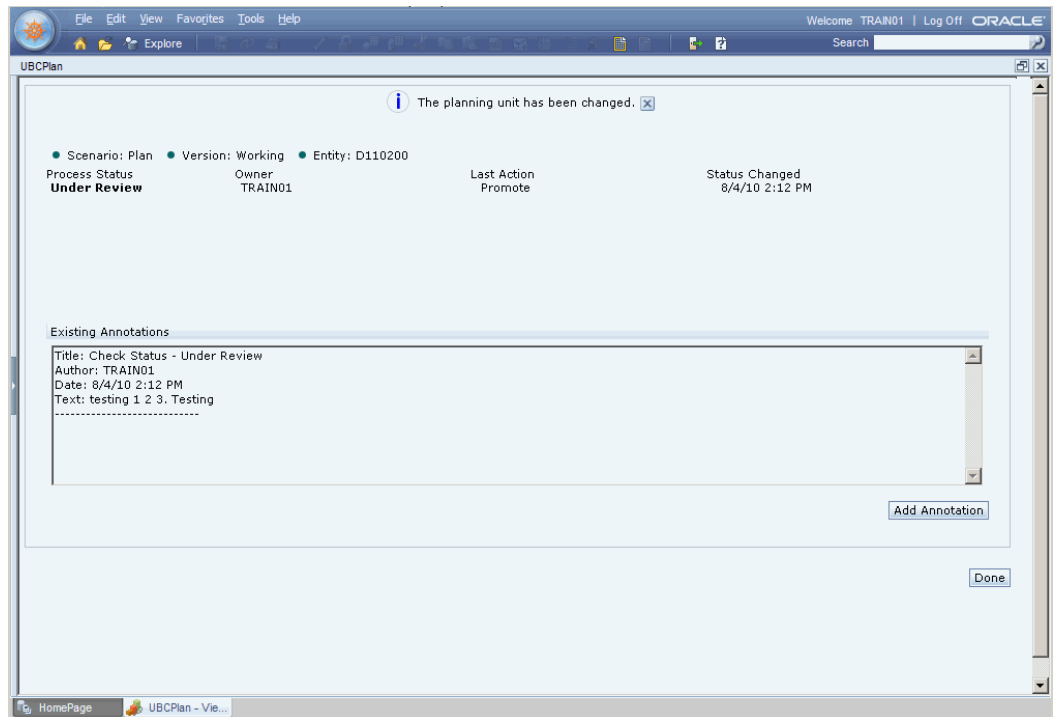 File Edit View Favorites Tools Help
Welcome TRAIN01 | Log Off ORACLE
Explore
Search
UBCPlan
The planning unit has been changed.
Scenario: Plan Version: Working Entity: D110200
Process Status Owner Last Action Status Changed
Under Review TRAIN01 Promote 8/4/10 2:12 PM
Existing Annotations
Title: Check Status - Under Review
Author: TRAIN01
Date: 8/4/10 2:12 PM
Text: testing 1 2 3. Testing
----------------------------
Add Annotation
Done
HomePage UBCPlan - Vie...